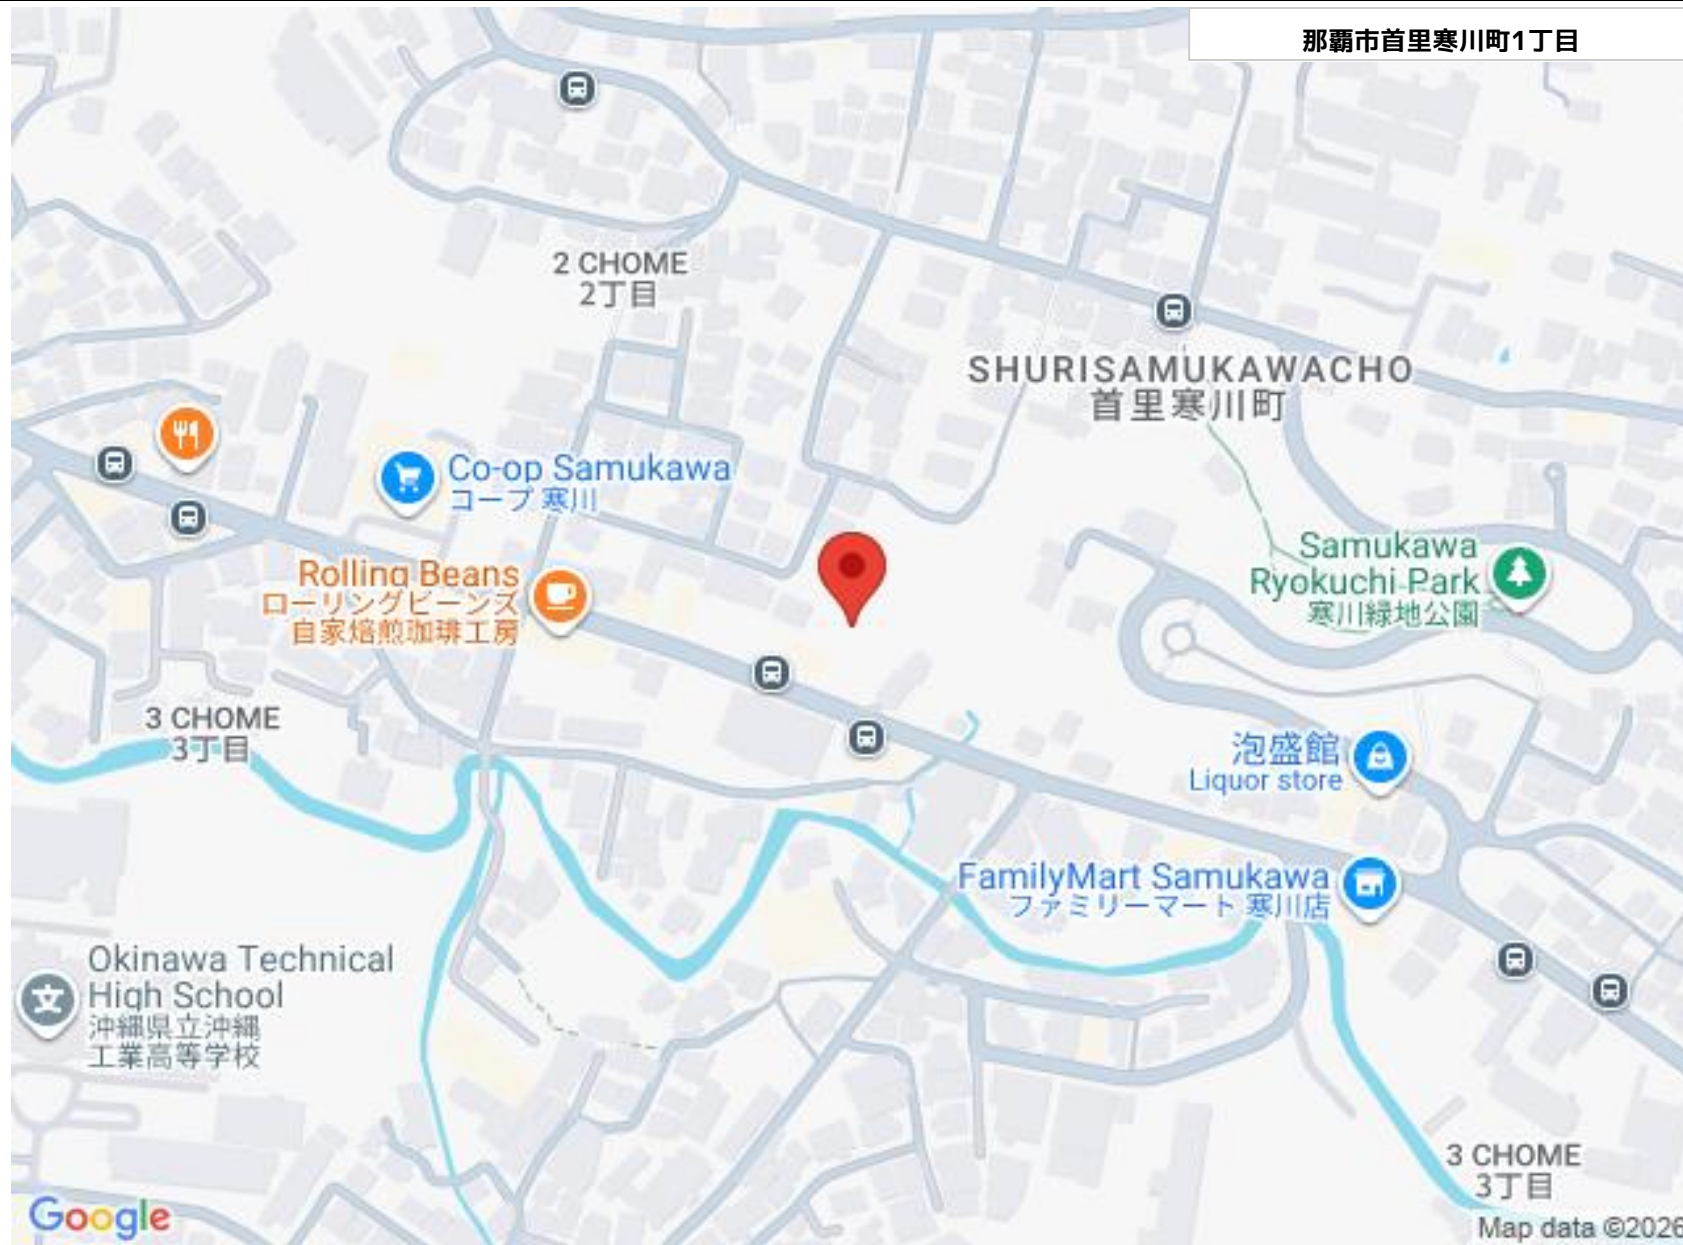 那覇市首里寒川町1丁目
2 CHOME
2丁目
SHURISAMUKAWACHO
首里寒川町
Co-op Samukawa
コープ 寒川
Rolling Beans
ローリングビーンズ
自家焙煎珈琲工房
Samukawa
Ryokuchi Park
寒川緑地公園
3 CHOME
3丁目
泡盛館
Liquor store
FamilyMart Samukawa
ファミリーマート 寒川店
Okinawa Technical
High School
沖縄県立沖縄
工業高等学校
文
3 CHOME
3丁目
Google
Map data ©2026